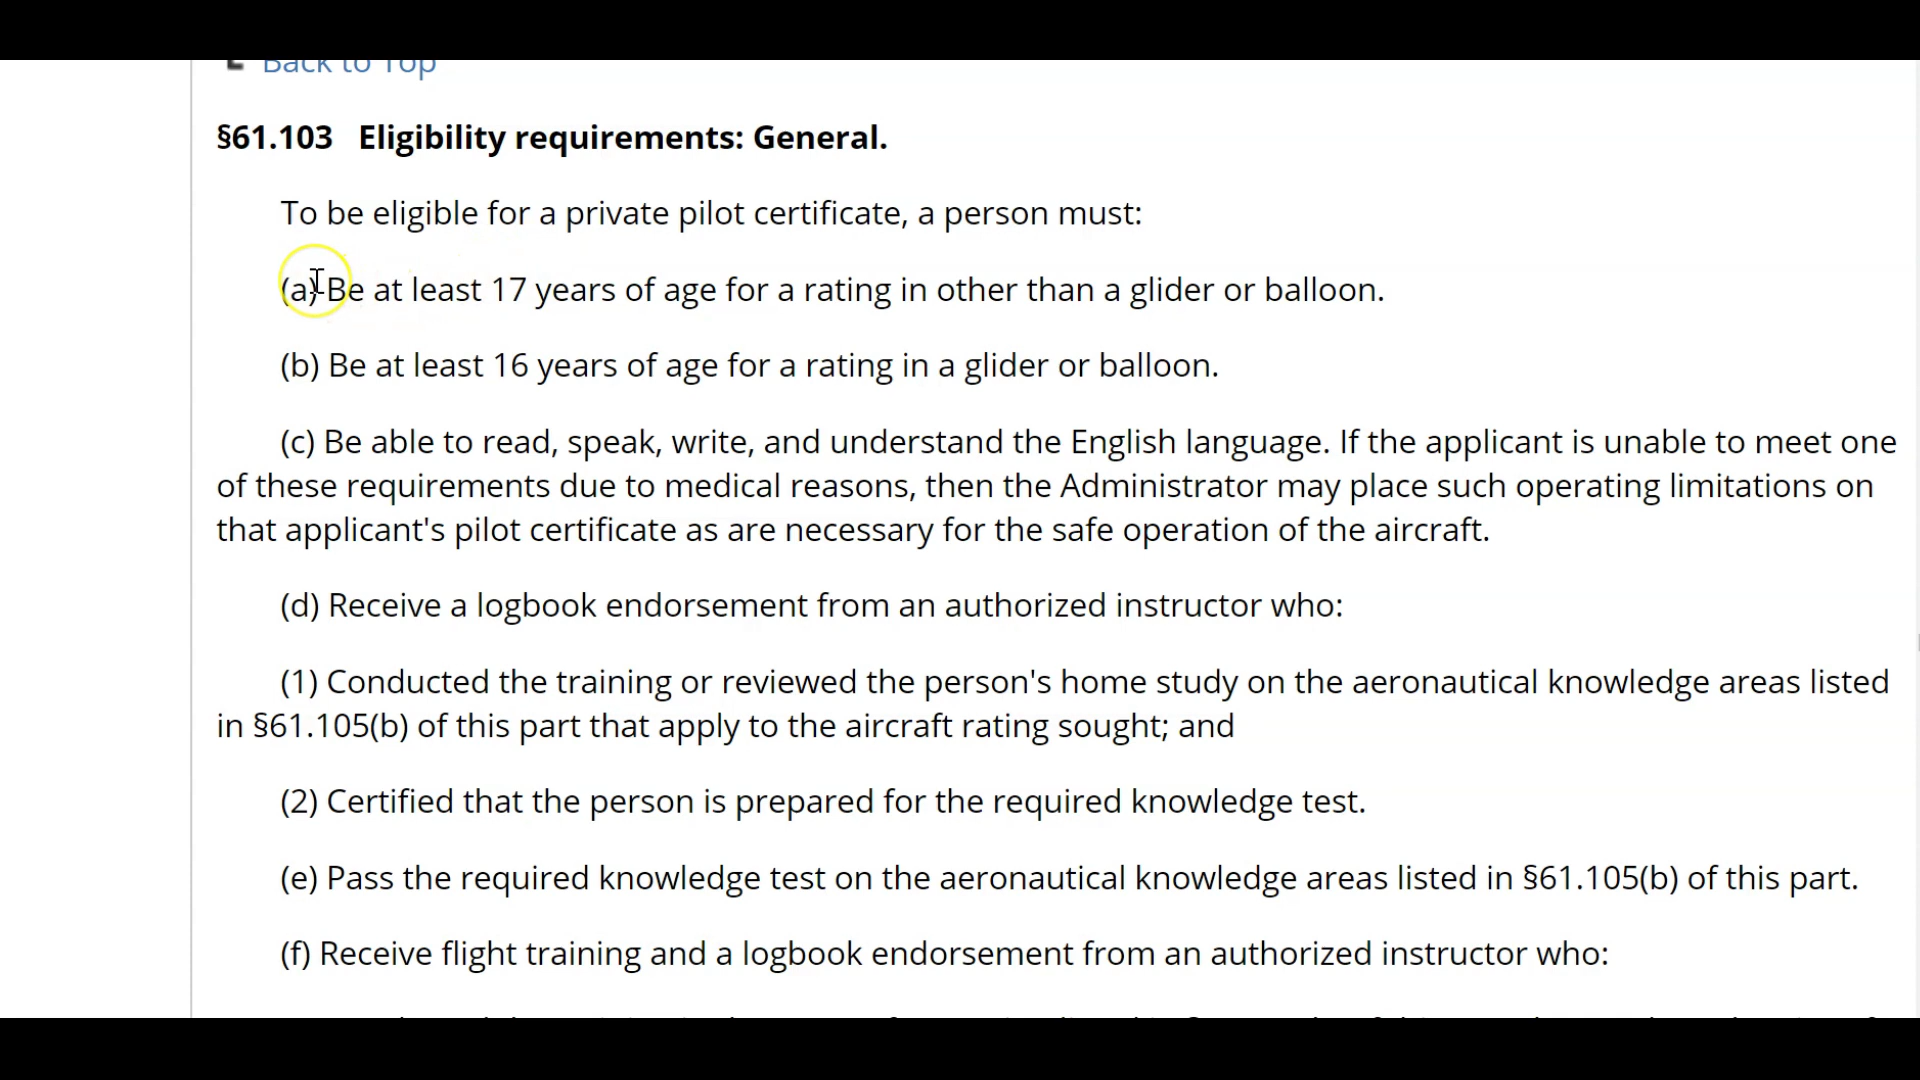 Back to Top
§61.103 Eligibility requirements: General.
To be eligible for a private pilot certificate, a person must:
(a) Be at least 17 years of age for a rating in other than a glider or balloon.
(b) Be at least 16 years of age for a rating in a glider or balloon.
(c) Be able to read, speak, write, and understand the English language. If the applicant is unable to meet one
of these requirements due to medical reasons, then the Administrator may place such operating limitations on
that applicant's pilot certificate as are necessary for the safe operation of the aircraft.
(d) Receive a logbook endorsement from an authorized instructor who:
(1) Conducted the training or reviewed the person's home study on the aeronautical knowledge areas listed
in §61.105(b) of this part that apply to the aircraft rating sought; and
(2) Certified that the person is prepared for the required knowledge test.
(e) Pass the required knowledge test on the aeronautical knowledge areas listed in §61.105(b) of this part.
(f) Receive flight training and a logbook endorsement from an authorized instructor who: